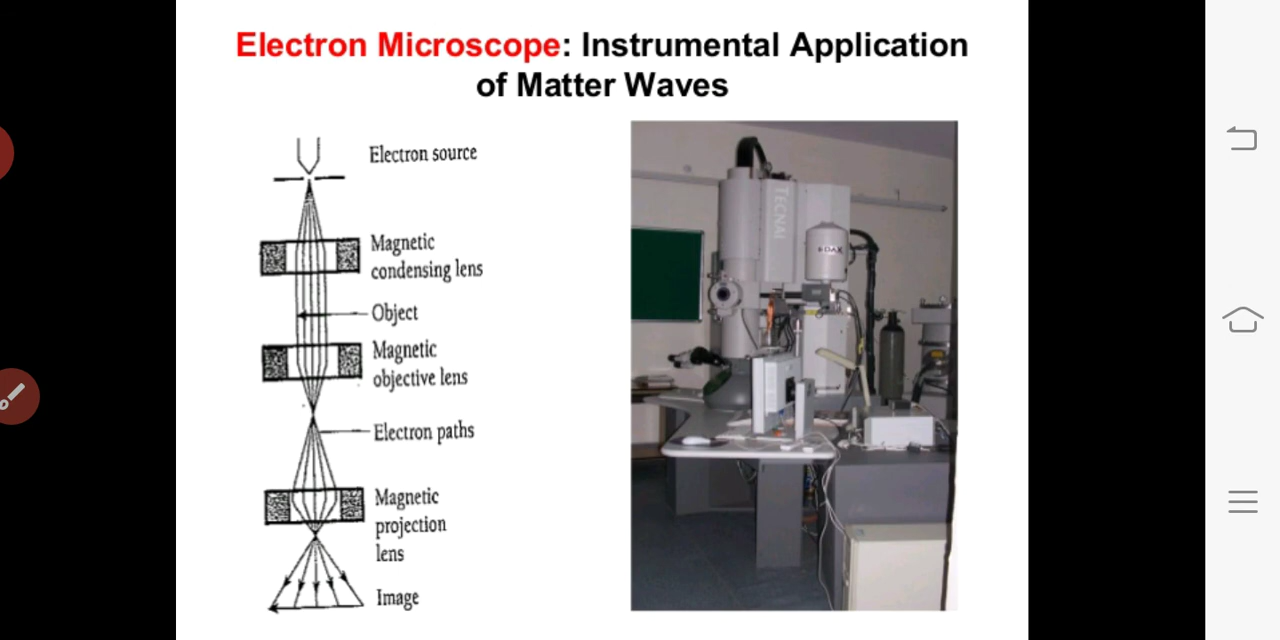 Electron Microscope: Instrumental Application
of Matter Waves
Electron source
Magnetic
condensing lens
Object
Magnetic
objective lens
Electron paths
Magnetic
projection
lens
Image
TECNAI
EDAX